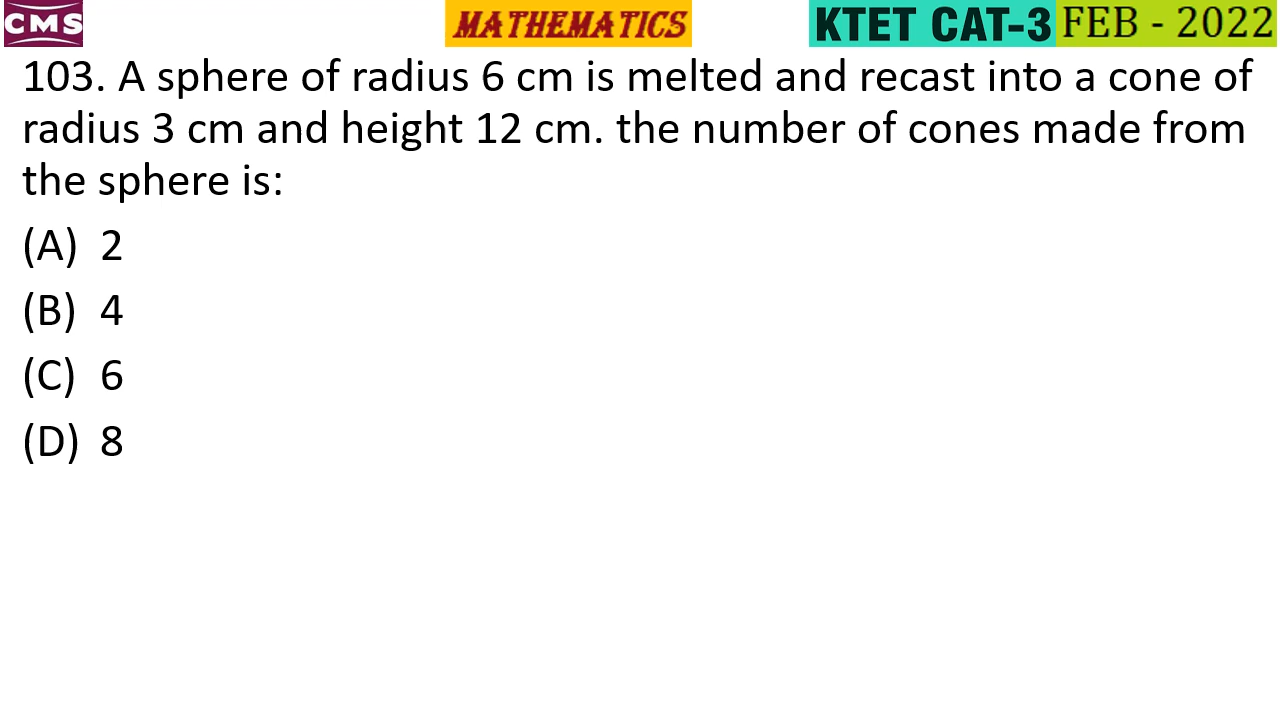 CMS
MATHEMATICS
KTET CAT-3 FEB - 2022
103. A sphere of radius 6 cm is melted and recast into a cone of
radius 3 cm and height 12 cm. the number of cones made from
the sphere is:
(A) 2
(B) 4
(C) 6
(D) 8